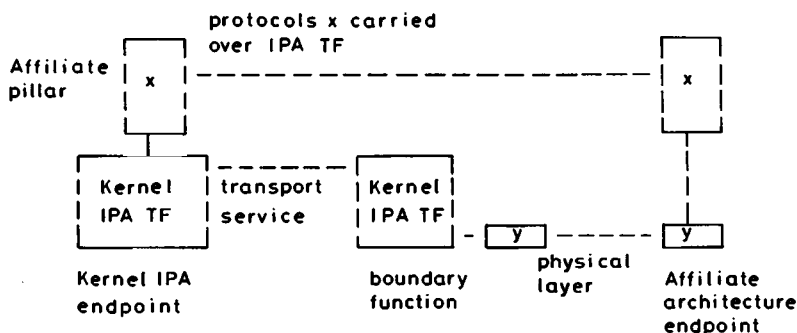 protocols x carried
over IPA TF
Affiliate
pillar
x
x
Kernel
IPA TF
transport
service
Kernel
IPA TF
y
y
Kernel IPA
endpoint
boundary
function
physical
layer
Affiliate
architecture
endpoint